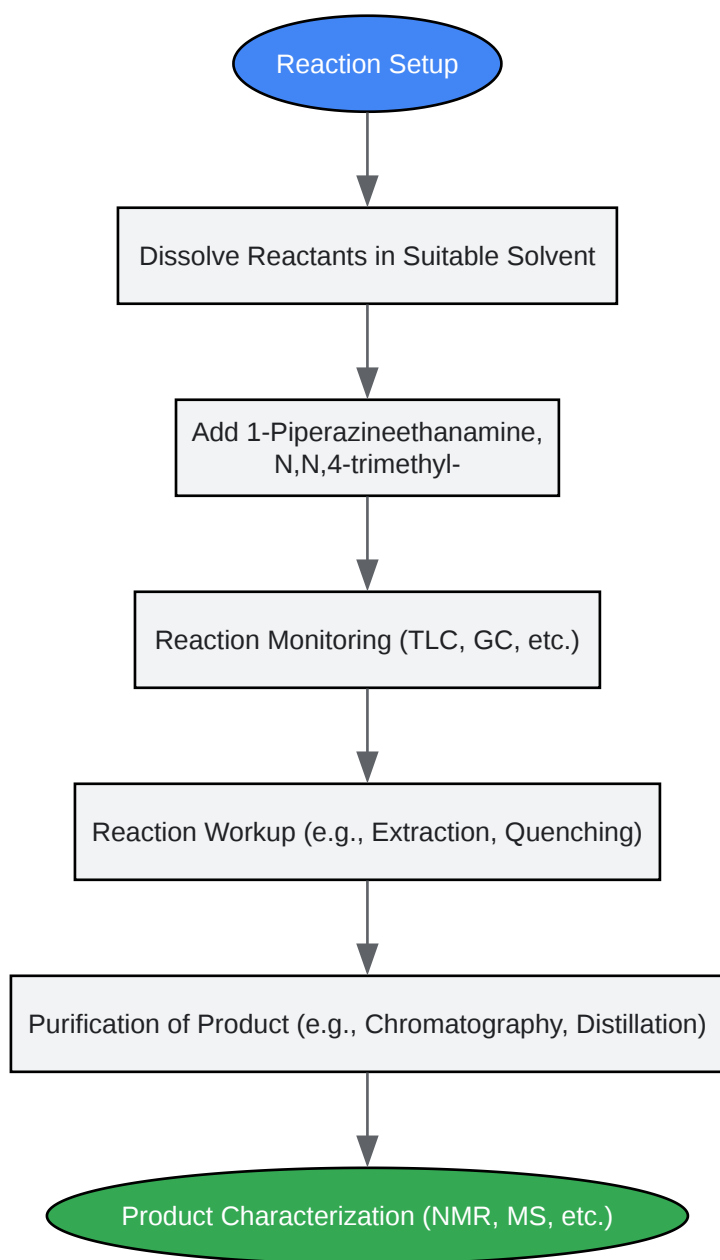 Reaction Setup
Dissolve Reactants in Suitable Solvent
Add 1-Piperazineethanamine,
N,N,4-trimethyl-
Reaction Monitoring (TLC, GC, etc.)
Reaction Workup (e.g., Extraction, Quenching)
Purification of Product (e.g., Chromatography, Distillation)
Product Characterization (NMR, MS, etc.)